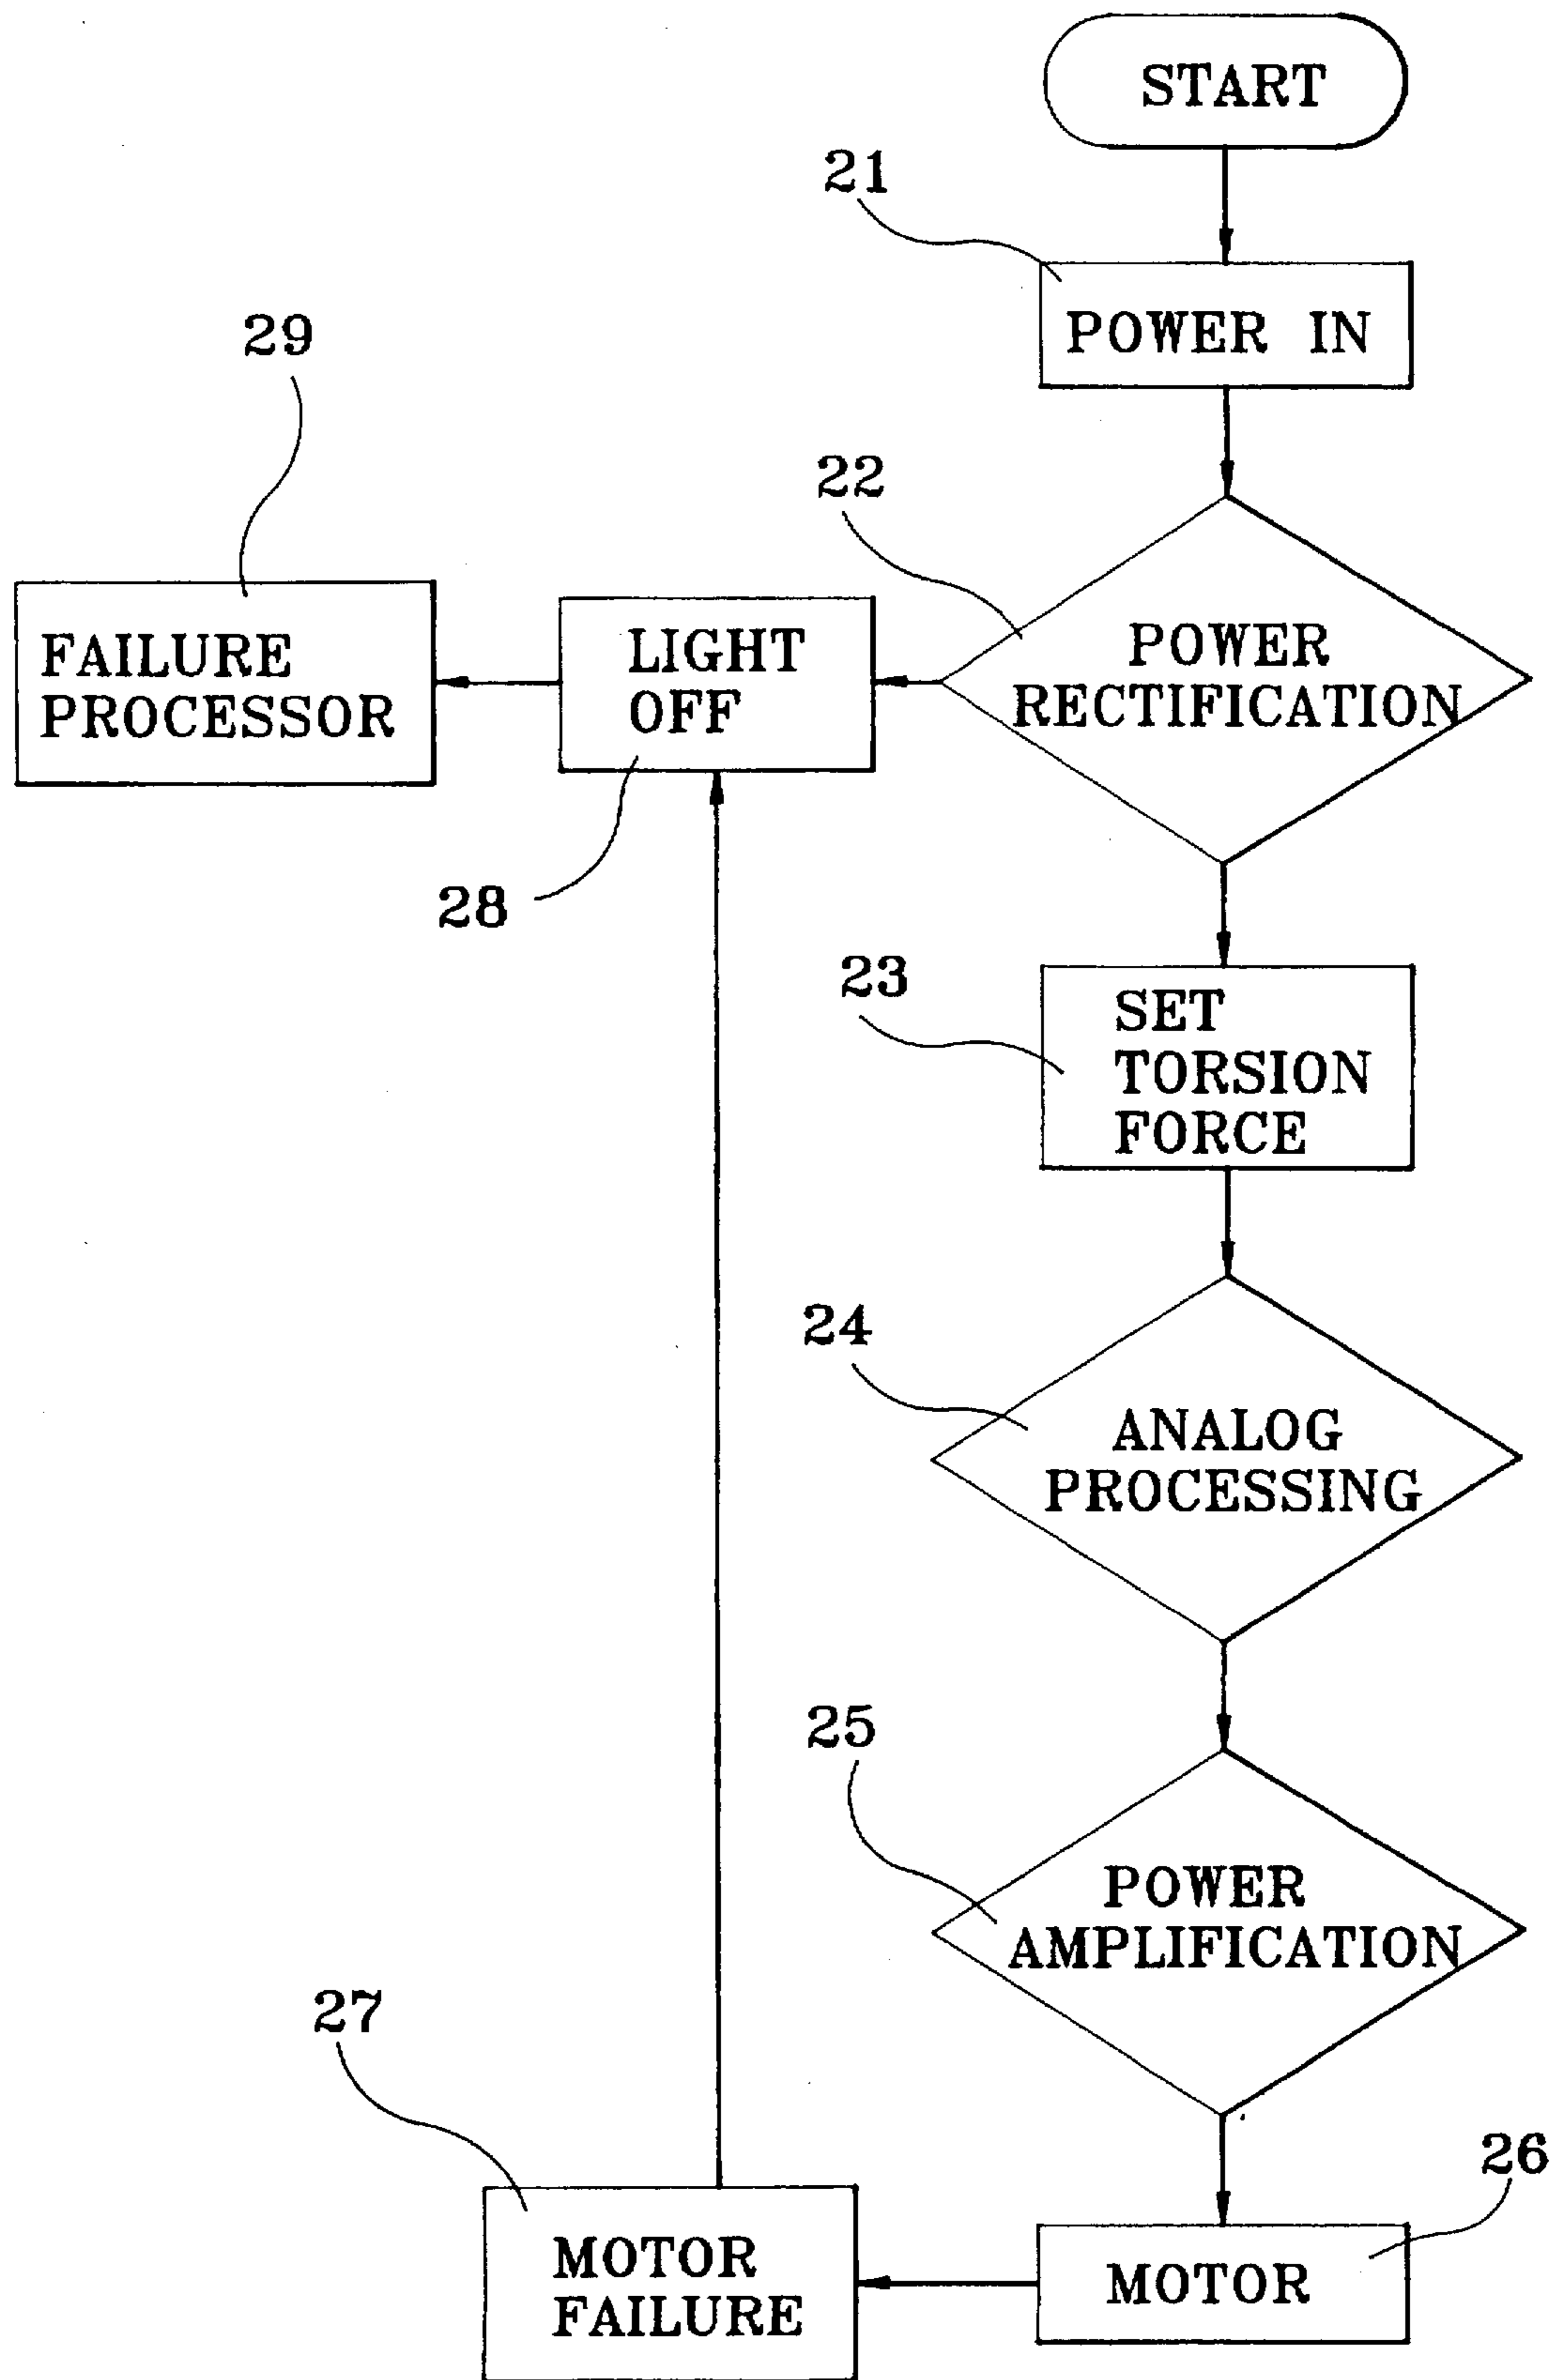 START
21
POWER IN
29
22
FAILURE
PROCESSOR
LIGHT
OFF
POWER
RECTIFICATION
28
23
SET
TORSION
FORCE
24
ANALOG
PROCESSING
25
POWER
AMPLIFICATION
27
26
MOTOR
FAILURE
MOTOR